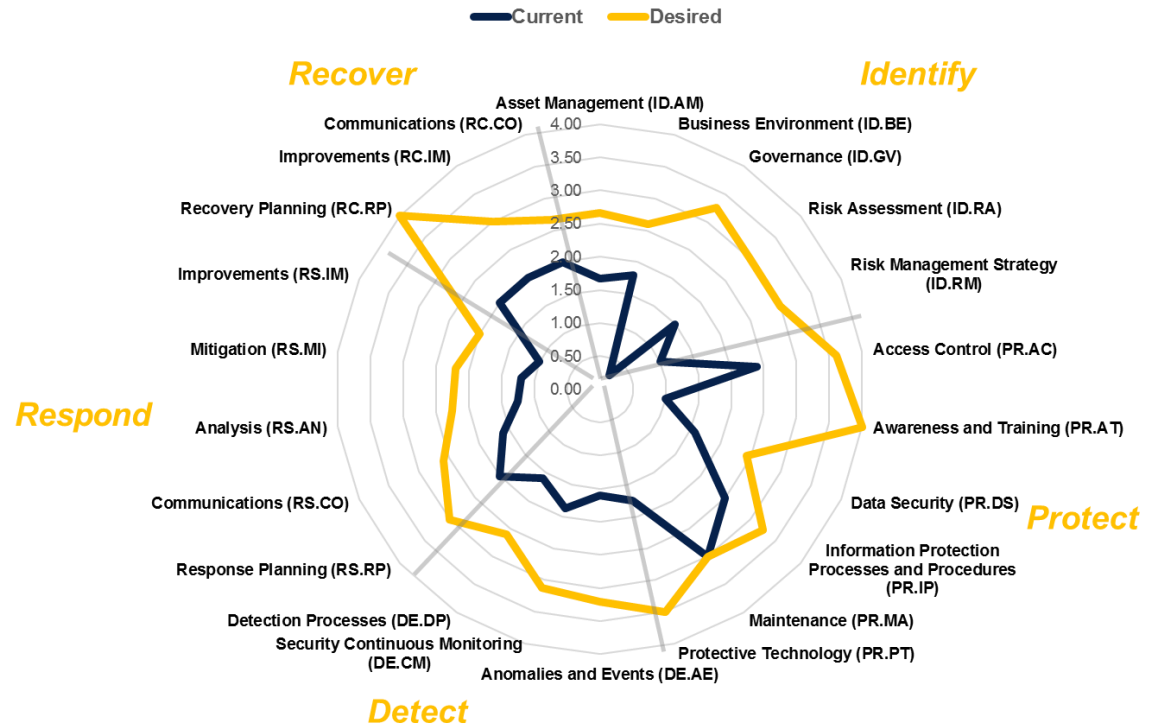 Current
Desired
Recover
Identify
Asset Management (ID.AM)
Communications (RC.CO)
4.00
Business Environment (ID.BE)
Improvements (RC.IM)
3.50
Governance (ID.GV)
3.00
Recovery Planning (RC.RP)
2.50
Risk Assessment (ID.RA)
2.00
Improvements (RS.IM)
1.50
Risk Management Strategy
(ID.RM)
1.00
Mitigation (RS.MI)
0.50
Access Control (PR.AC)
0.00
Respond
Analysis (RS.AN)
Awareness and Training (PR.AT)
Communications (RS.CO)
Data Security (PR.DS)
Protect
Response Planning (RS.RP)
Information Protection
Processes and Procedures
(PR.IP)
Detection Processes (DE.DP)
Maintenance (PR.MA)
Security Continuous Monitoring
(DE.CM)
Protective Technology (PR.PT)
Anomalies and Events (DE.AE)
Detect